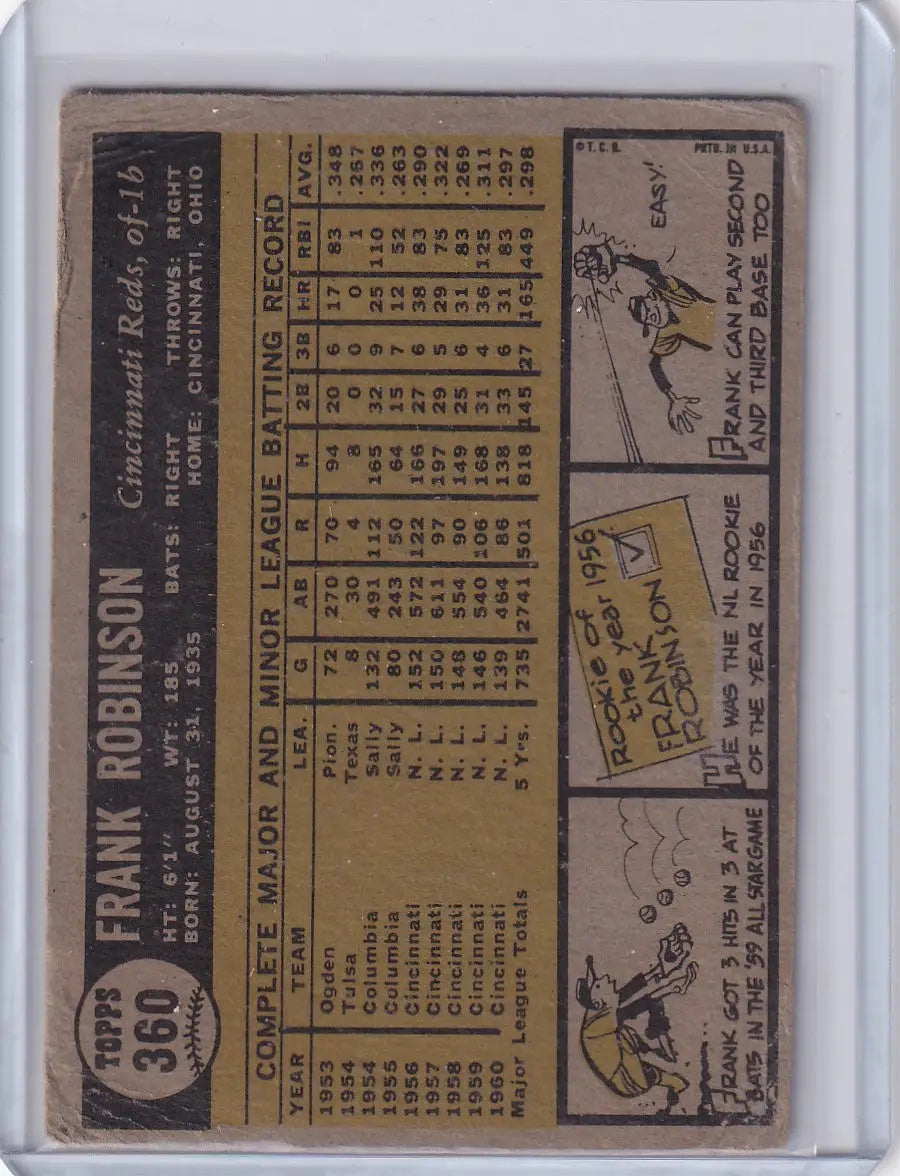 TOPPS
360
FRANK ROBINSON Cincinnati Reds, of-1b
HT: 6'1" WT: 185 BATS: RIGHT THROWS: RIGHT
BORN: AUGUST 31, 1935 HOME: CINCINNATI, OHIO
COMPLETE MAJOR AND MINOR LEAGUE BATTING RECORD
YEAR TEAM LEA. G AB R H 2B 3B HR RBI AVG.
1953 Ogden Pion. 72 270 70 94 20 6 17 83 .348
1954 Tulsa Texas 8 30 4 8 0 0 0 1 .267
1954 Columbia Sally 132 491 112 165 32 9 25 110 .336
1955 Columbia Sally 80 243 50 64 15 7 12 52 .263
1956 Cincinnati N. L. 152 572 122 166 27 6 38 83 .290
1957 Cincinnati N. L. 150 611 97 197 29 5 29 75 .322
1958 Cincinnati N. L. 148 554 90 149 25 6 31 83 .269
1959 Cincinnati N. L. 146 540 106 168 31 4 36 125 .311
1960 Cincinnati N. L. 139 464 86 138 33 6 31 83 .297
Major League Totals 5 Yrs. 735 2741 501 818 145 27 165 449 .298
FRANK GOT 3 HITS IN 3 AT
BATS IN THE '59 ALL STAR GAME
Rookie of
the year 1956
FRANK
ROBINSON
HE WAS THE NL ROOKIE
OF THE YEAR IN 1956
© T. C. G. PRTD. IN U.S.A.
EASY!
FRANK CAN PLAY SECOND
AND THIRD BASE TOO